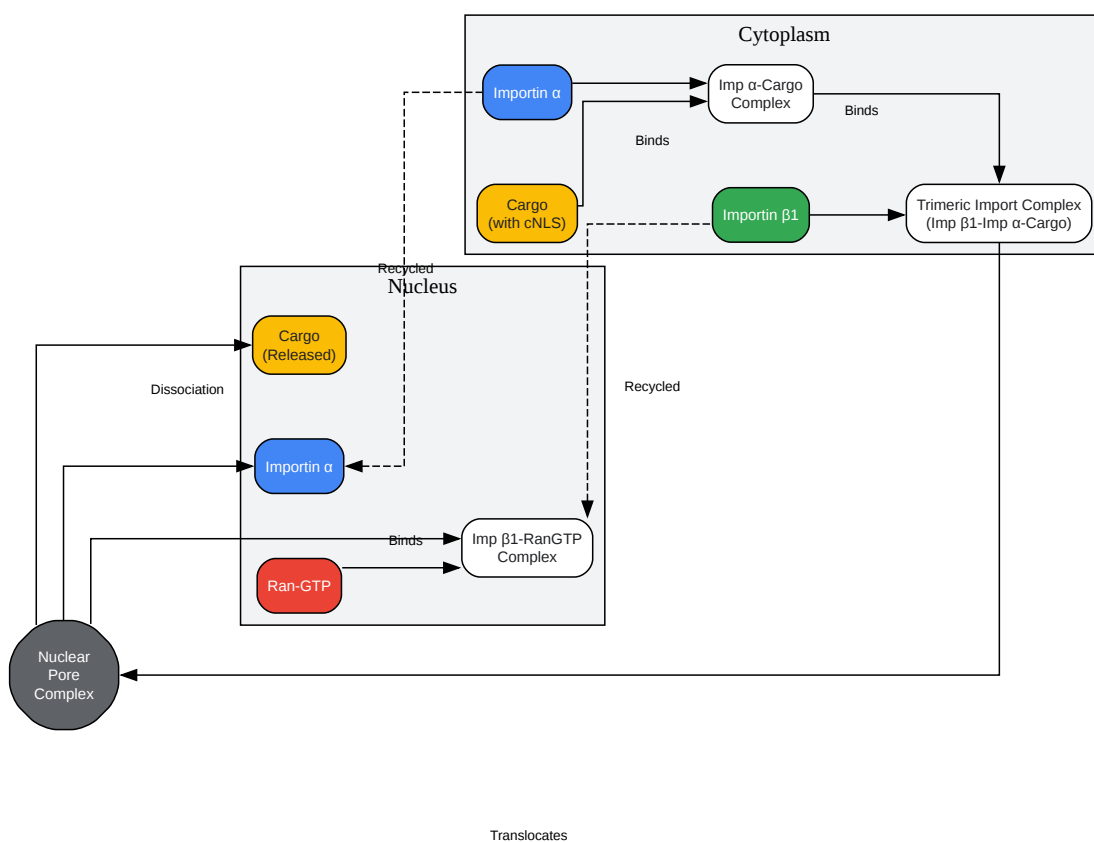 Cytoplasm
Importin α
Imp α-Cargo
Complex
Binds
Binds
Cargo
(with cNLS)
Importin β1
Trimeric Import Complex
(Imp β1-Imp α-Cargo)
Recycled
Nucleus
Cargo
(Released)
Dissociation
Recycled
Importin α
Binds
Imp β1-RanGTP
Complex
Ran-GTP
Nuclear
Pore
Complex
Translocates